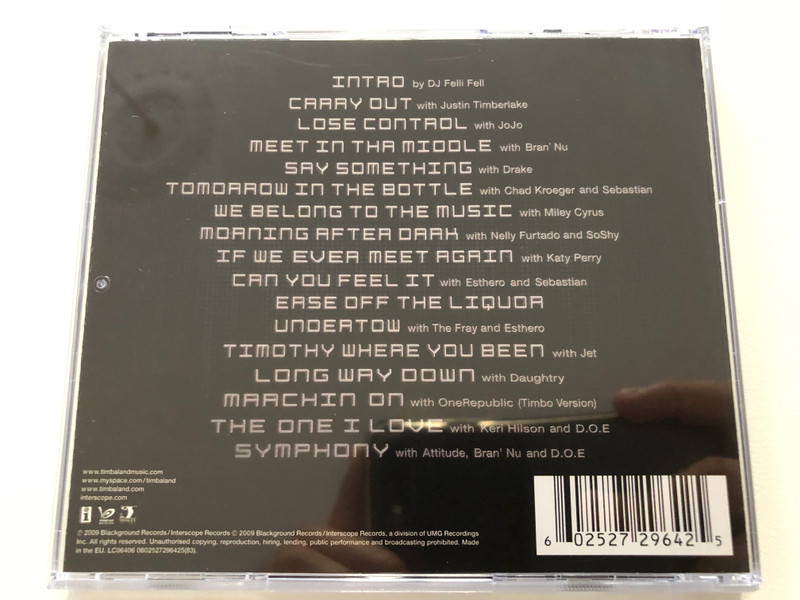 INTRO by DJ Felli Fell
CARRY OUT with Justin Timberlake
LOSE CONTROL with JoJo
MEET IN THA MIDDLE with Bran' Nu
SAY SOMETHING with Drake
TOMORROW IN THE BOTTLE with Chad Kroeger and Sebastian
WE BELONG TO THE MUSIC with Miley Cyrus
MORNING AFTER DARK with Nelly Furtado and SoShy
IF WE EVER MEET AGAIN with Katy Perry
CAN YOU FEEL IT with Esthero and Sebastian
EASE OFF THE LIQUOR
UNDERTOW with The Fray and Esthero
TIMOTHY WHERE YOU BEEN with Jet
LONG WAY DOWN with Daughtry
MARCHIN ON with OneRepublic (Timbo Version)
THE ONE I LOVE with Keri Hilson and D.O.E
SYMPHONY with Attitude, Bran' Nu and D.O.E
www.timbalandmusic.com
www.myspace.com/timbaland
www.timbaland.com
interscope.com
℗ 2009 Blackground Records/Interscope Records © 2009 Blackground Records/Interscope Records, a division of UMG Recordings
Inc. All rights reserved. Unauthorised copying, reproduction, hiring, lending, public performance and broadcasting prohibited. Made
in the EU. LC06406 0602527296425(83).
6 02527 29642 5